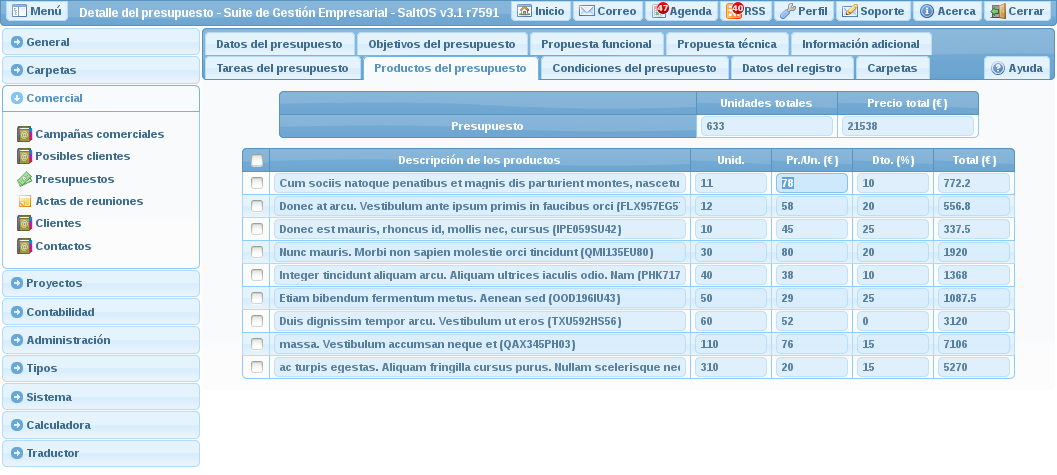 Menú Detalle del presupuesto - Suite de Gestión Empresarial - SaltOS v3.1 r7591 Inicio Correo 47 Agenda 40 RSS Perfil Soporte Acerca Cerrar
General
Carpetas
Comercial
Campañas comerciales
Posibles clientes
Presupuestos
Actas de reuniones
Clientes
Contactos
Proyectos
Contabilidad
Administración
Tipos
Sistema
Calculadora
Traductor
Datos del presupuesto Objetivos del presupuesto Propuesta funcional Propuesta técnica Información adicional
Tareas del presupuesto Productos del presupuesto Condiciones del presupuesto Datos del registro Carpetas Ayuda
Unidades totales Precio total (€)
Presupuesto 633 21538
Descripción de los productos Unid. Pr./Un. (€) Dto. (%) Total (€)
Cum sociis natoque penatibus et magnis dis parturient montes, nascetu 11 78 10 772.2
Donec at arcu. Vestibulum ante ipsum primis in faucibus orci (FLX957EG5 12 58 20 556.8
Donec est mauris, rhoncus id, mollis nec, cursus (IPE059SU42) 10 45 25 337.5
Nunc mauris. Morbi non sapien molestie orci tincidunt (QMI135EU80) 30 80 20 1920
Integer tincidunt aliquam arcu. Aliquam ultrices iaculis odio. Nam (PHK717 40 38 10 1368
Etiam bibendum fermentum metus. Aenean sed (OOD196IU43) 50 29 25 1087.5
Duis dignissim tempor arcu. Vestibulum ut eros (TXU592HS56) 60 52 0 3120
massa. Vestibulum accumsan neque et (QAX345PH03) 110 76 15 7106
ac turpis egestas. Aliquam fringilla cursus purus. Nullam scelerisque nec 310 20 15 5270